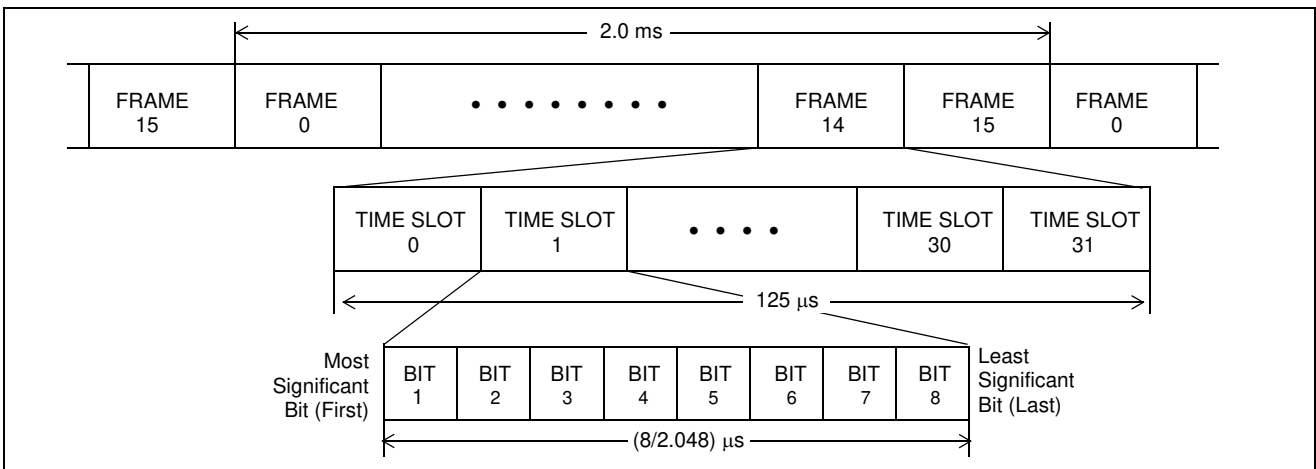 2.0 ms
FRAME 15
FRAME 0
• • • • • • • •
FRAME 14
FRAME 15
FRAME 0
TIME SLOT 0
TIME SLOT 1
• • • •
TIME SLOT 30
TIME SLOT 31
125 μs
Most
Significant
Bit (First)
BIT 1
BIT 2
BIT 3
BIT 4
BIT 5
BIT 6
BIT 7
BIT 8
Least
Significant
Bit (Last)
(8/2.048) μs